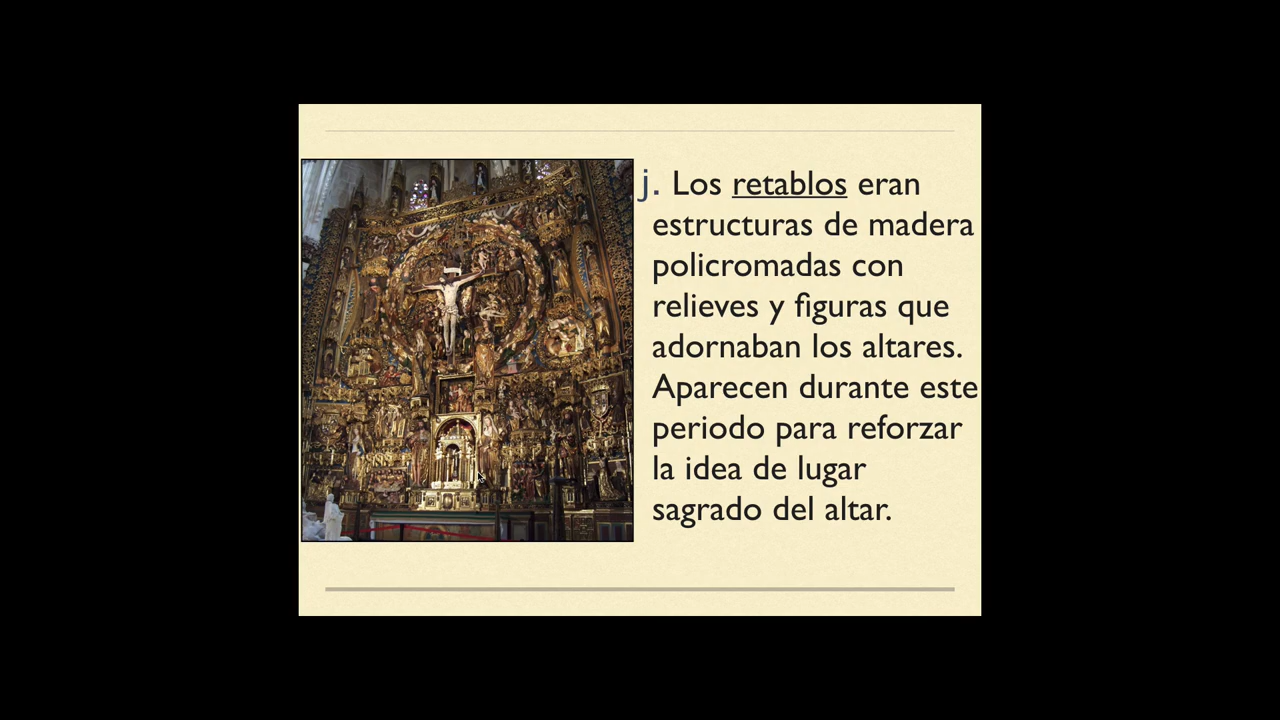 j. Los retablos eran
estructuras de madera
policromadas con
relieves y figuras que
adornaban los altares.
Aparecen durante este
periodo para reforzar
la idea de lugar
sagrado del altar.